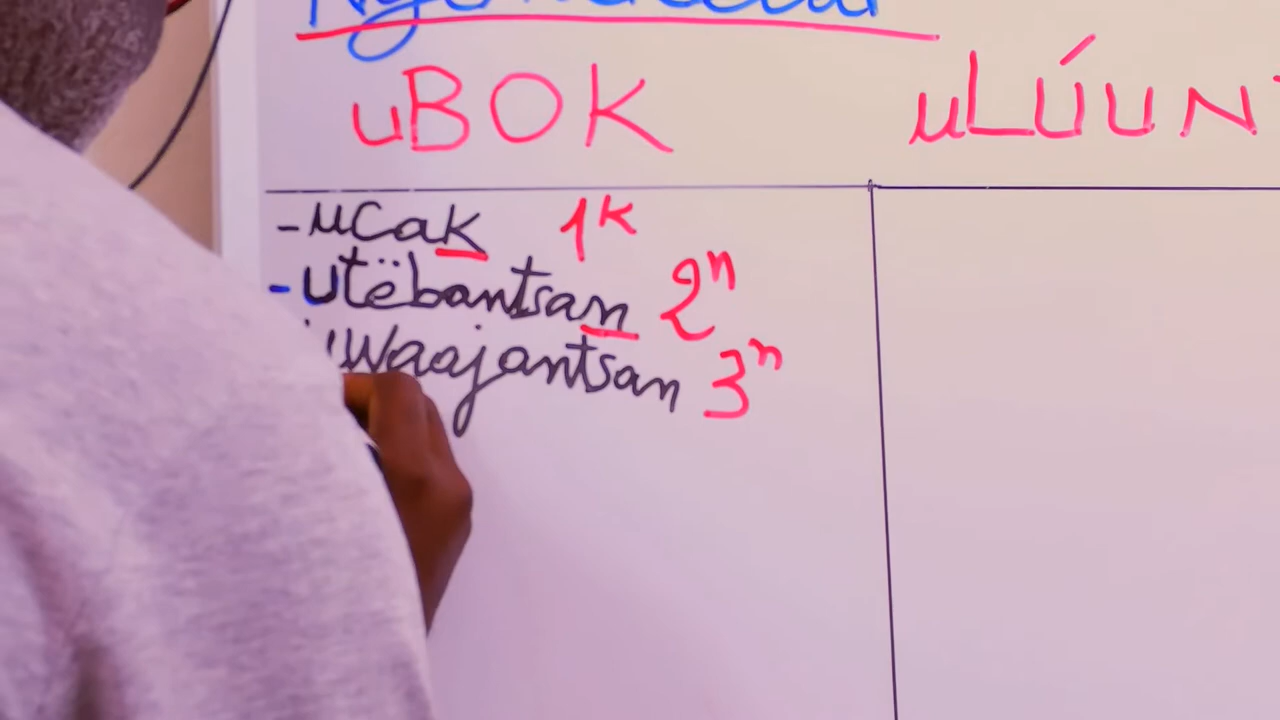 uBOK
uLÚUN
-uCak 1ᵏ
-utëbantsan 2ⁿ
uwaajantsan 3ⁿ